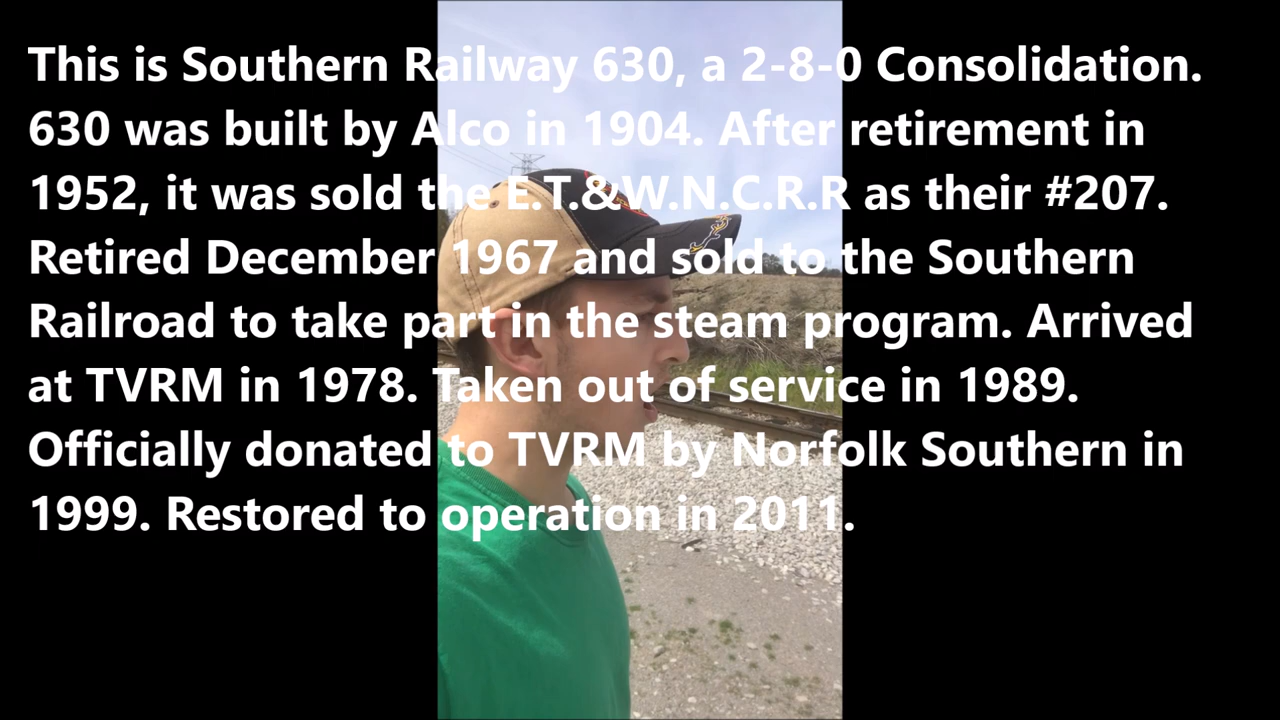 This is Southern Railway 630, a 2-8-0 Consolidation.
630 was built by Alco in 1904. After retirement in
1952, it was sold the E.T.&W.N.C.R.R as their #207.
Retired December 1967 and sold to the Southern
Railroad to take part in the steam program. Arrived
at TVRM in 1978. Taken out of service in 1989.
Officially donated to TVRM by Norfolk Southern in
1999. Restored to operation in 2011.